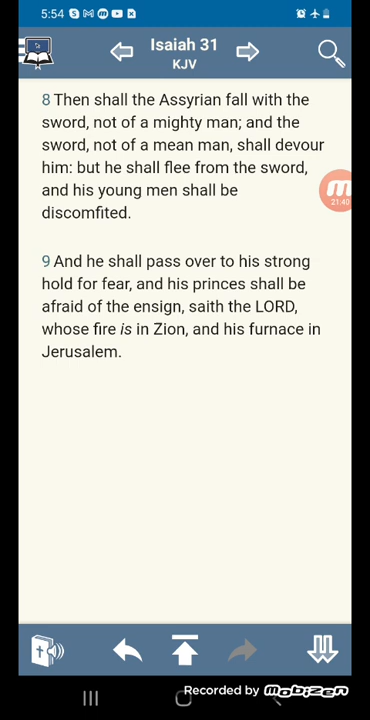 5:54
Isaiah 31
KJV
8 Then shall the Assyrian fall with the
sword, not of a mighty man; and the
sword, not of a mean man, shall devour
him: but he shall flee from the sword,
and his young men shall be
discomfited.
21:40
9 And he shall pass over to his strong
hold for fear, and his princes shall be
afraid of the ensign, saith the LORD,
whose fire is in Zion, and his furnace in
Jerusalem.
Recorded by Mobizen